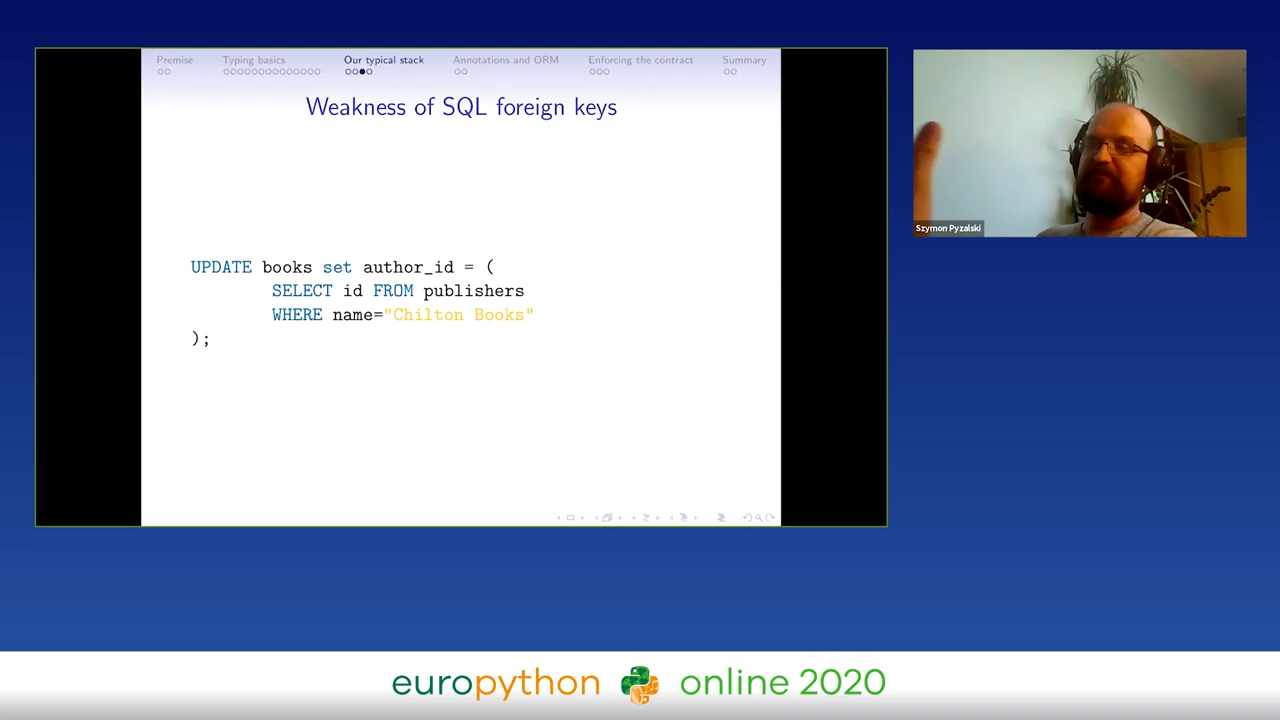 Premise
Typing basics
Our typical stack
Annotations and ORM
Enforcing the contract
Summary
Weakness of SQL foreign keys
UPDATE books set author_id = (
SELECT id FROM publishers
WHERE name="Chilton Books"
);
Szymon Pyzalski
europython online 2020